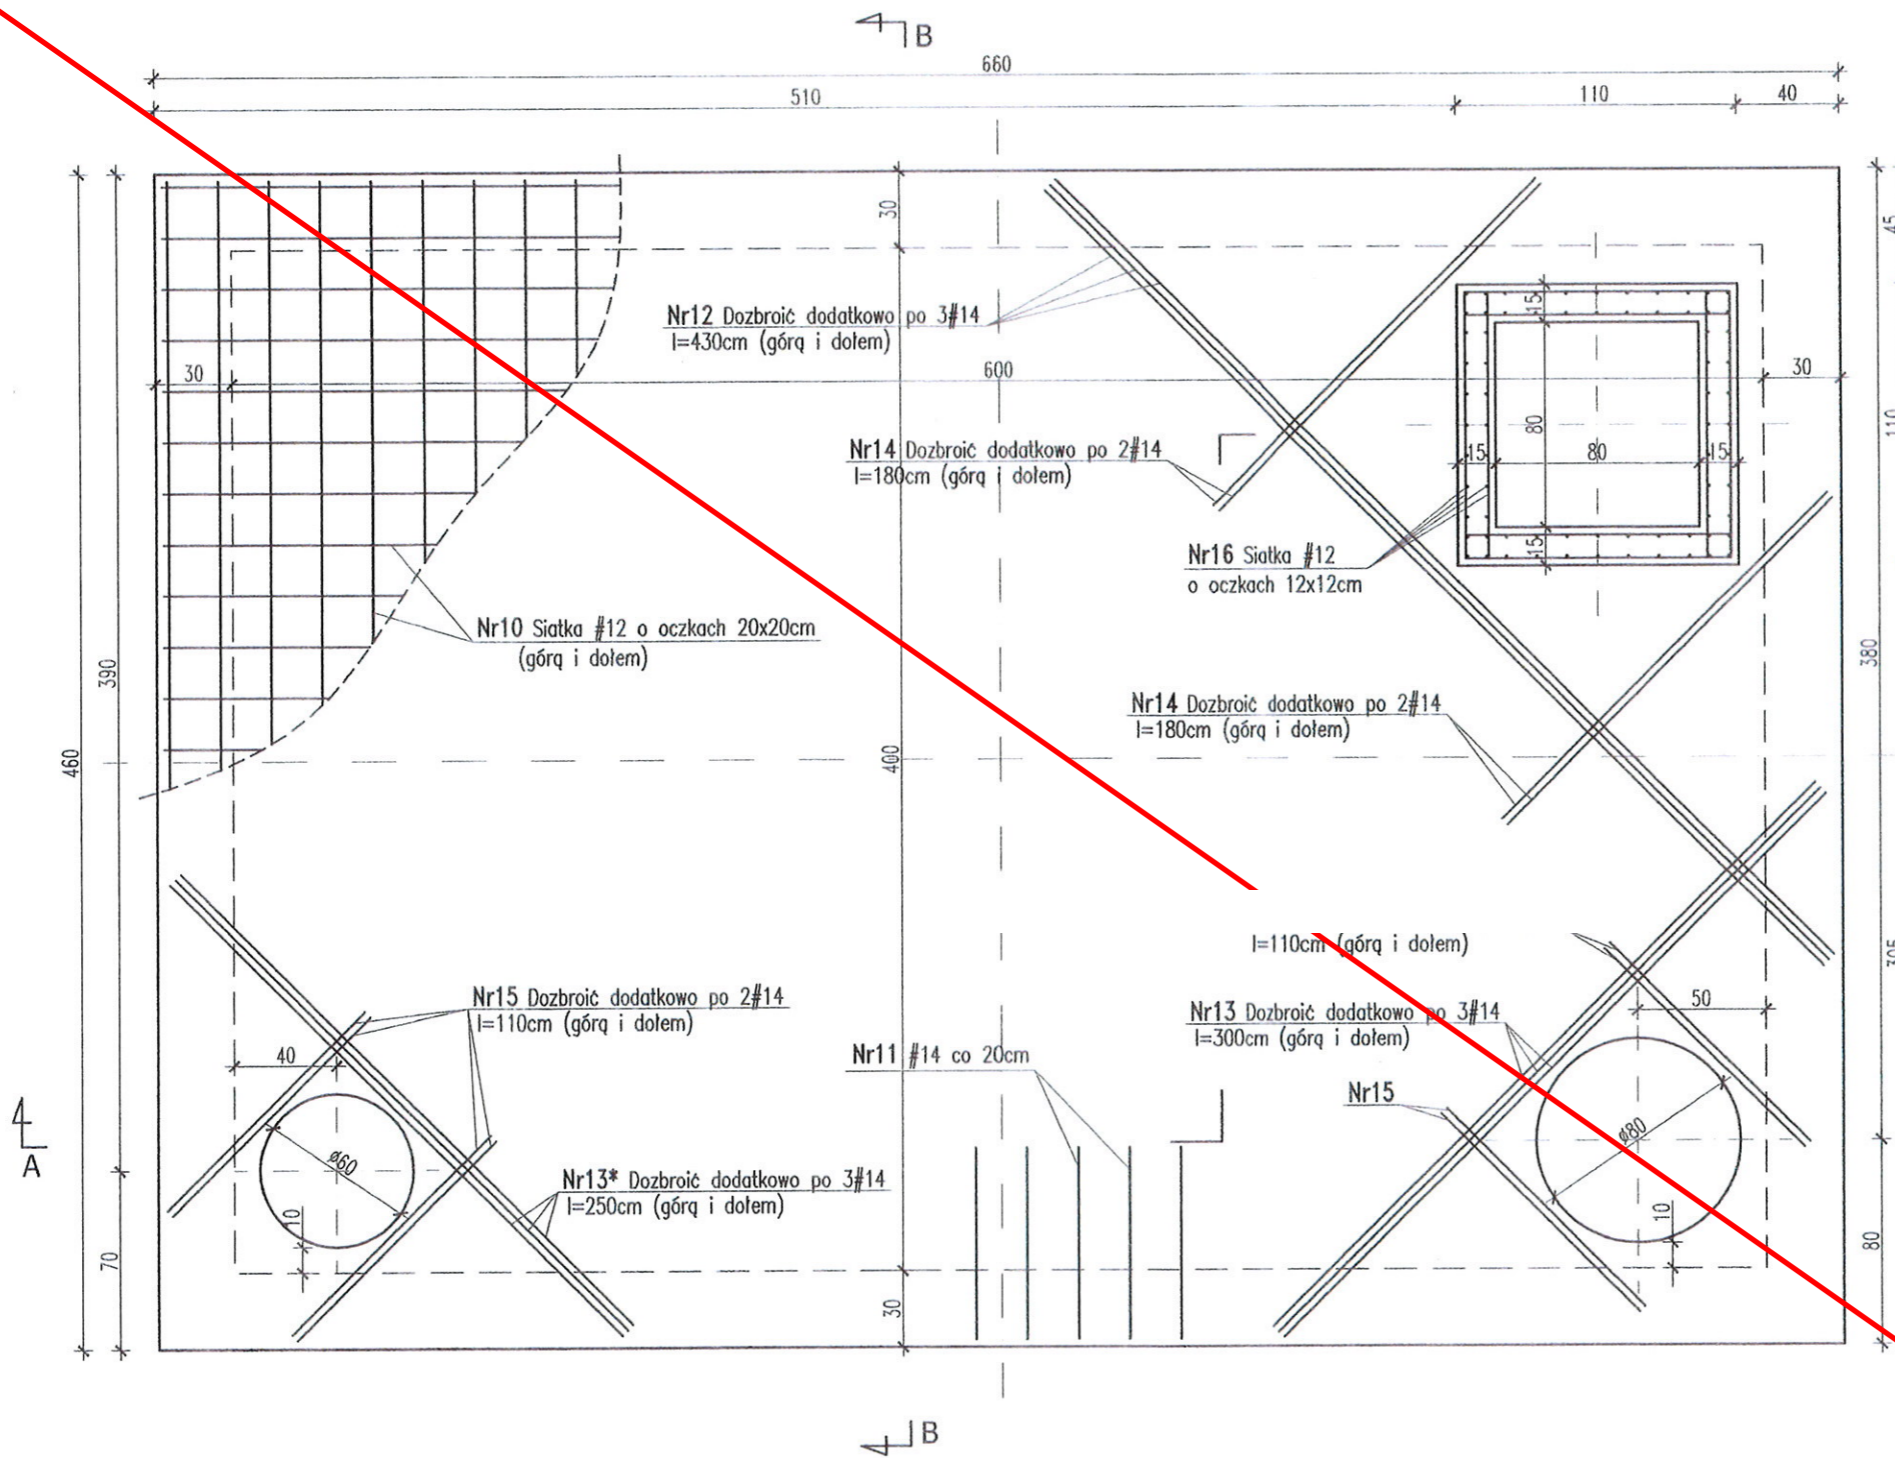 B
660
510
110
40
30
45
Nr12 Dozbroić dodatkowo po 3#14
l=430cm (górą i dołem)
15
30
600
30
110
80
Nr14 Dozbroić dodatkowo po 2#14
l=180cm (górą i dołem)
15
80
15
15
Nr16 Siatka #12
o oczkach 12x12cm
Nr10 Siatka #12 o oczkach 20x20cm
(górą i dołem)
390
380
Nr14 Dozbroić dodatkowo po 2#14
l=180cm (górą i dołem)
460
400
l=110cm (górą i dołem)
Nr15 Dozbroić dodatkowo po 2#14
l=110cm (górą i dołem)
50
Nr13 Dozbroić dodatkowo po 3#14
l=300cm (górą i dołem)
40
Nr11 #14 co 20cm
Nr15
A
ø60
ø80
Nr13* Dozbroić dodatkowo po 3#14
l=250cm (górą i dołem)
10
10
70
80
30
B